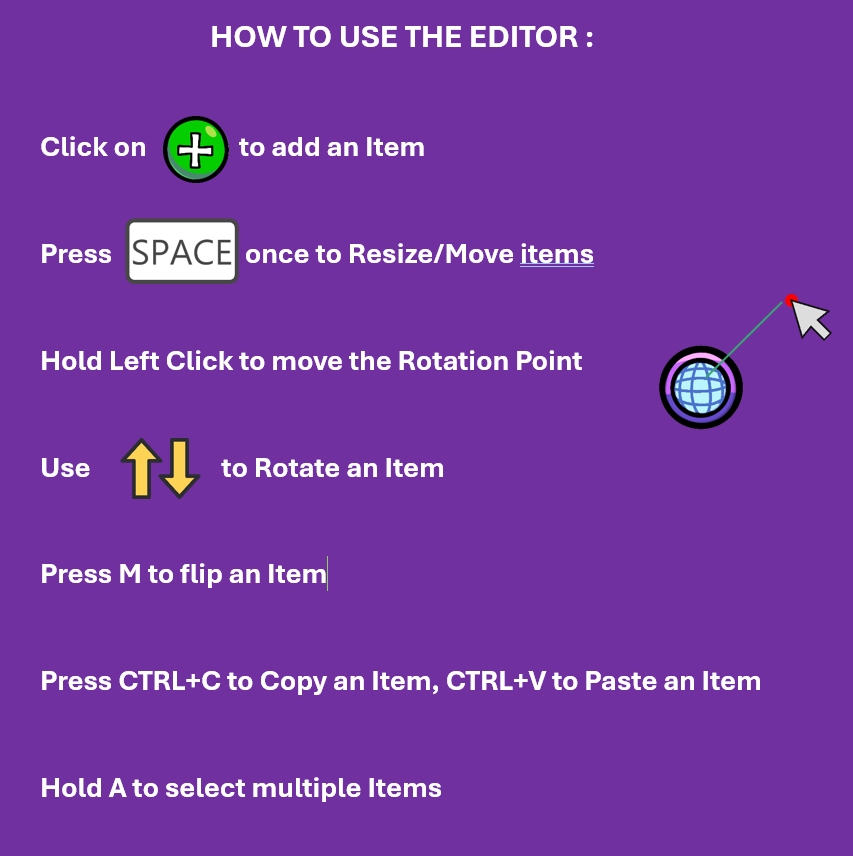 HOW TO USE THE EDITOR :
Click on + to add an Item
Press SPACE once to Resize/Move items
Hold Left Click to move the Rotation Point
Use to Rotate an Item
Press M to flip an Item
Press CTRL+C to Copy an Item, CTRL+V to Paste an Item
Hold A to select multiple Items